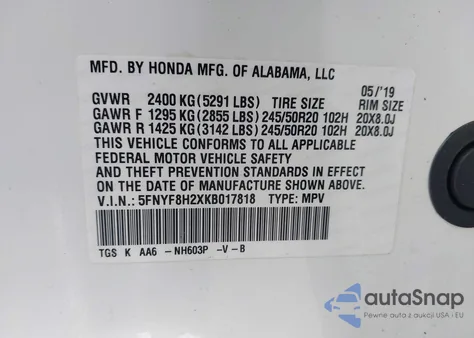 MFD. BY HONDA MFG. OF ALABAMA, LLC
05/'19
GVWR 2400 KG(5291 LBS) TIRE SIZE RIM SIZE
GAWR F 1295 KG(2855 LBS)245/50R20 102H 20X8.0J
GAWR R 1425 KG(3142 LBS)245/50R20 102H 20X8.0J
THIS VEHICLE CONFORMS TO ALL APPLICABLE
FEDERAL MOTOR VEHICLE SAFETY
AND THEFT PREVENTION STANDARDS IN EFFECT ON THE
DATE OF MANUFACTURE SHOWN ABOVE.
V.I.N.: 5FNYF8H2XKB017818 TYPE: MPV
TGS K AA6 -NH603P -V-B
autoSnap
Pewne auta z aukcji USA i EU